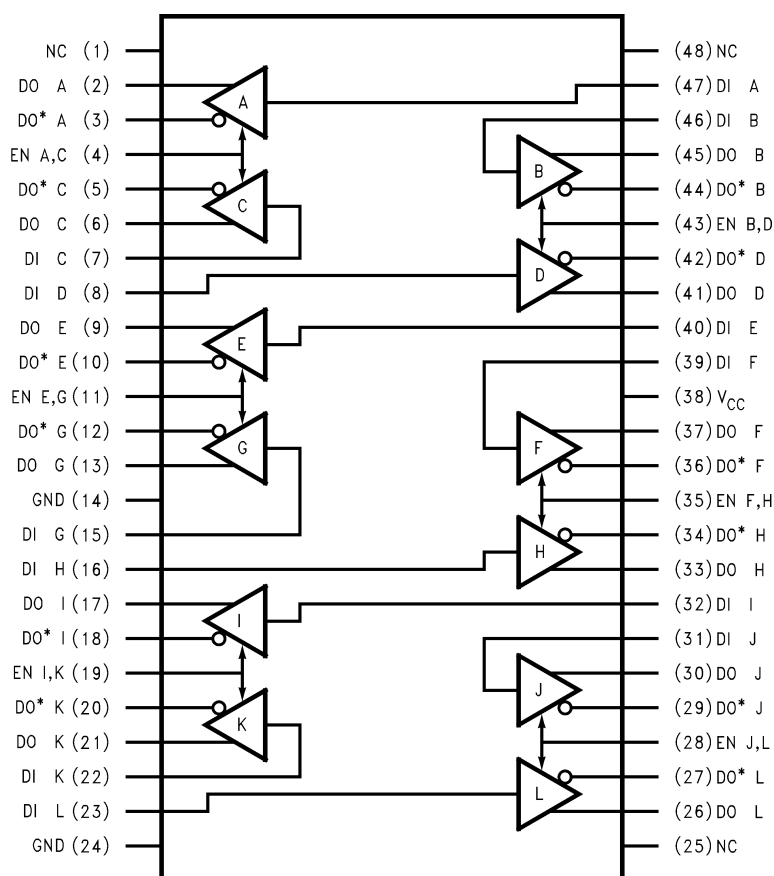 NC (1)
DO A (2)
DO* A (3)
EN A,C (4)
DO* C (5)
DO C (6)
DI C (7)
DI D (8)
DO E (9)
DO* E (10)
EN E,G (11)
DO* G (12)
DO G (13)
GND (14)
DI G (15)
DI H (16)
DO I (17)
DO* I (18)
EN I,K (19)
DO* K (20)
DO K (21)
DI K (22)
DI L (23)
GND (24)
A
C
E
G
I
K
B
D
F
H
J
L
(48) NC
(47) DI A
(46) DI B
(45) DO B
(44) DO* B
(43) EN B,D
(42) DO* D
(41) DO D
(40) DI E
(39) DI F
(38) VCC
(37) DO F
(36) DO* F
(35) EN F,H
(34) DO* H
(33) DO H
(32) DI I
(31) DI J
(30) DO J
(29) DO* J
(28) EN J,L
(27) DO* L
(26) DO L
(25) NC